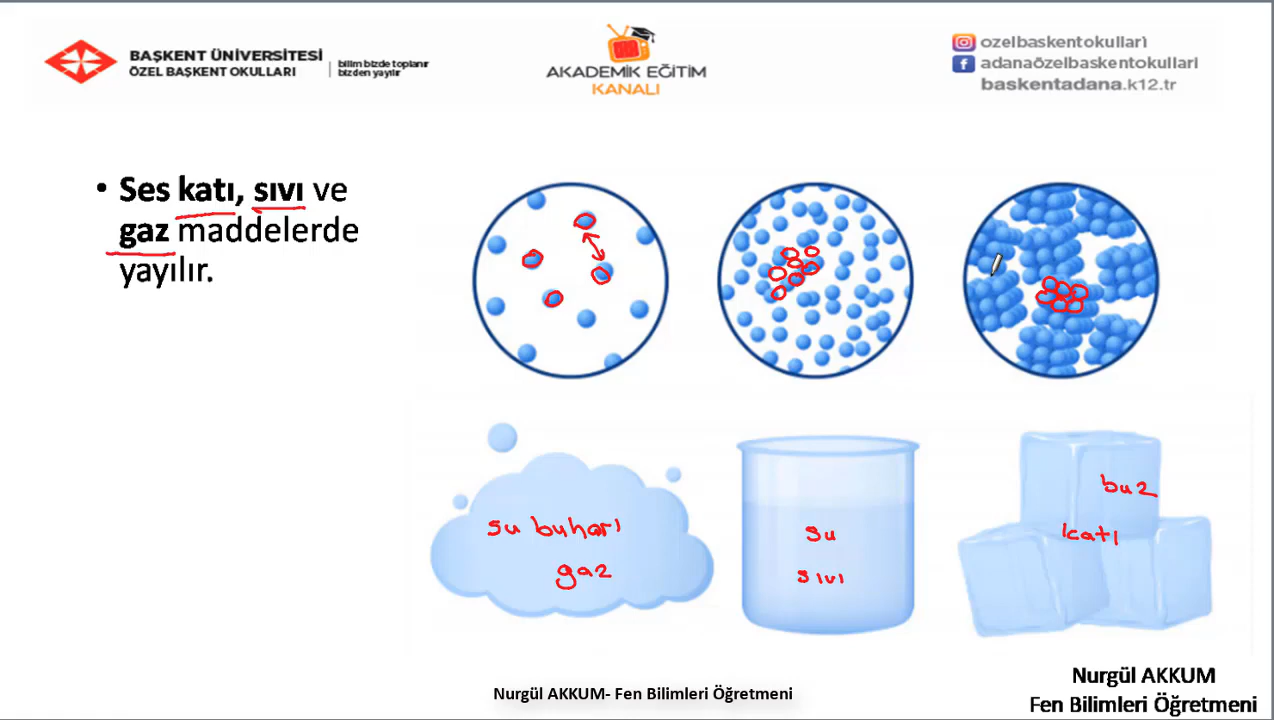 BAŞKENT ÜNİVERSİTESİ
ÖZEL BAŞKENT OKULLARI
bilim bizde toplanır
bizden yayılır
AKADEMİK EĞİTİM
KANALI
ozelbaskentokulları
adanaözelbaskentokullari
baskentadana.k12.tr
• Ses katı, sıvı ve
gaz maddelerde
yayılır.
su buharı
gaz
su
sıvı
buz
katı
Nurgül AKKUM- Fen Bilimleri Öğretmeni
Nurgül AKKUM
Fen Bilimleri Öğretmeni